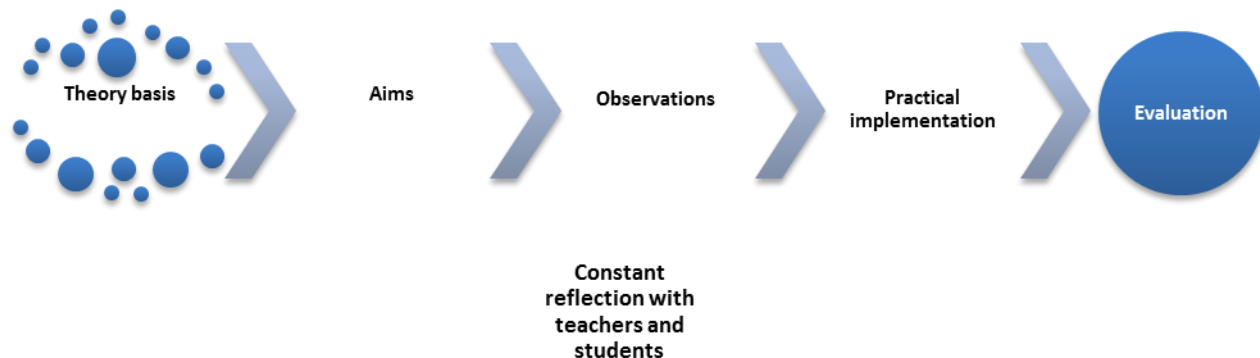 Theory basis
Aims
Observations
Practical
implementation
Evaluation
Constant
reflection with
teachers and
students